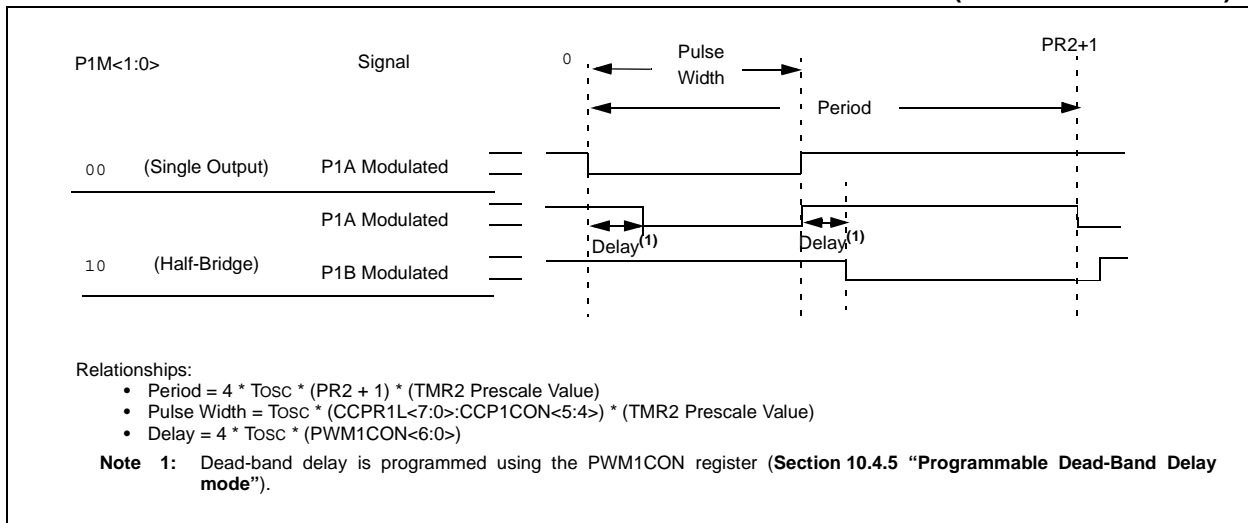 0
Pulse
Width
PR2+1
P1M<1:0>
Signal
Period
00
(Single Output)
P1A Modulated
P1A Modulated
Delay(1)
Delay(1)
10
(Half-Bridge)
P1B Modulated
Relationships:
• Period = 4 * TOSC * (PR2 + 1) * (TMR2 Prescale Value)
• Pulse Width = TOSC * (CCPR1L<7:0>:CCP1CON<5:4>) * (TMR2 Prescale Value)
• Delay = 4 * TOSC * (PWM1CON<6:0>)
Note 1: Dead-band delay is programmed using the PWM1CON register (Section 10.4.5 “Programmable Dead-Band Delay
mode”).